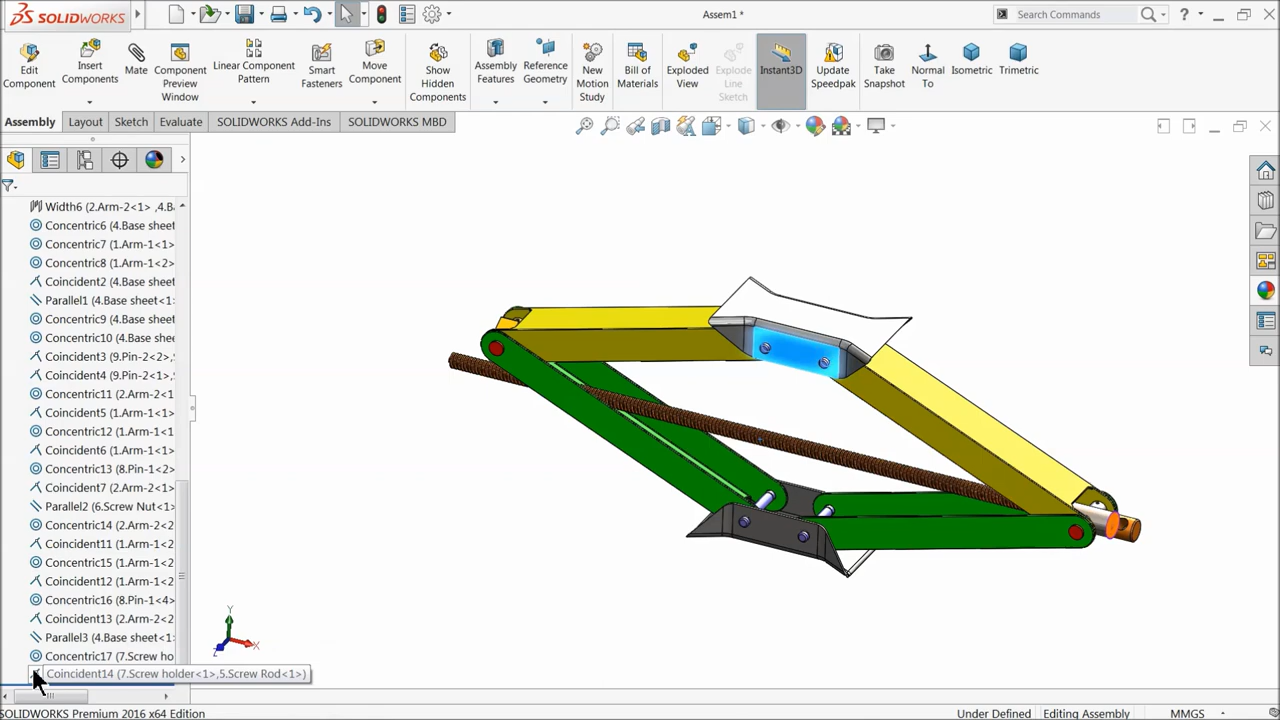 SOLIDWORKS
Assem1 *
Search Commands
?
Edit Component
Insert Components
Mate
Component Preview Window
Linear Component Pattern
Smart Fasteners
Move Component
Show Hidden Components
Assembly Features
Reference Geometry
New Motion Study
Bill of Materials
Exploded View
Explode Line Sketch
Instant3D
Update Speedpak
Take Snapshot
Normal To
Isometric
Trimetric
Assembly
Layout
Sketch
Evaluate
SOLIDWORKS Add-Ins
SOLIDWORKS MBD
Width6 (2.Arm-2<1> ,4.Ba
Concentric6 (4.Base sheet
Concentric7 (1.Arm-1<1>
Concentric8 (1.Arm-1<2>
Coincident2 (4.Base sheet
Parallel1 (4.Base sheet<1>
Concentric9 (4.Base sheet
Concentric10 (4.Base shee
Coincident3 (9.Pin-2<2>,9
Coincident4 (9.Pin-2<1>,9
Concentric11 (2.Arm-2<1
Coincident5 (1.Arm-1<1>
Concentric12 (1.Arm-1<1
Coincident6 (1.Arm-1<1>
Concentric13 (8.Pin-1<2>
Coincident7 (2.Arm-2<1>
Parallel2 (6.Screw Nut<1>
Concentric14 (2.Arm-2<2
Coincident11 (1.Arm-1<2
Concentric15 (1.Arm-1<2
Coincident12 (1.Arm-1<2
Concentric16 (8.Pin-1<4>
Coincident13 (2.Arm-2<2
Parallel3 (4.Base sheet<1>
Concentric17 (7.Screw ho
Coincident14 (7.Screw holder<1>,5.Screw Rod<1>)
Y
X
Z
SOLIDWORKS Premium 2016 x64 Edition
Under Defined
Editing Assembly
MMGS